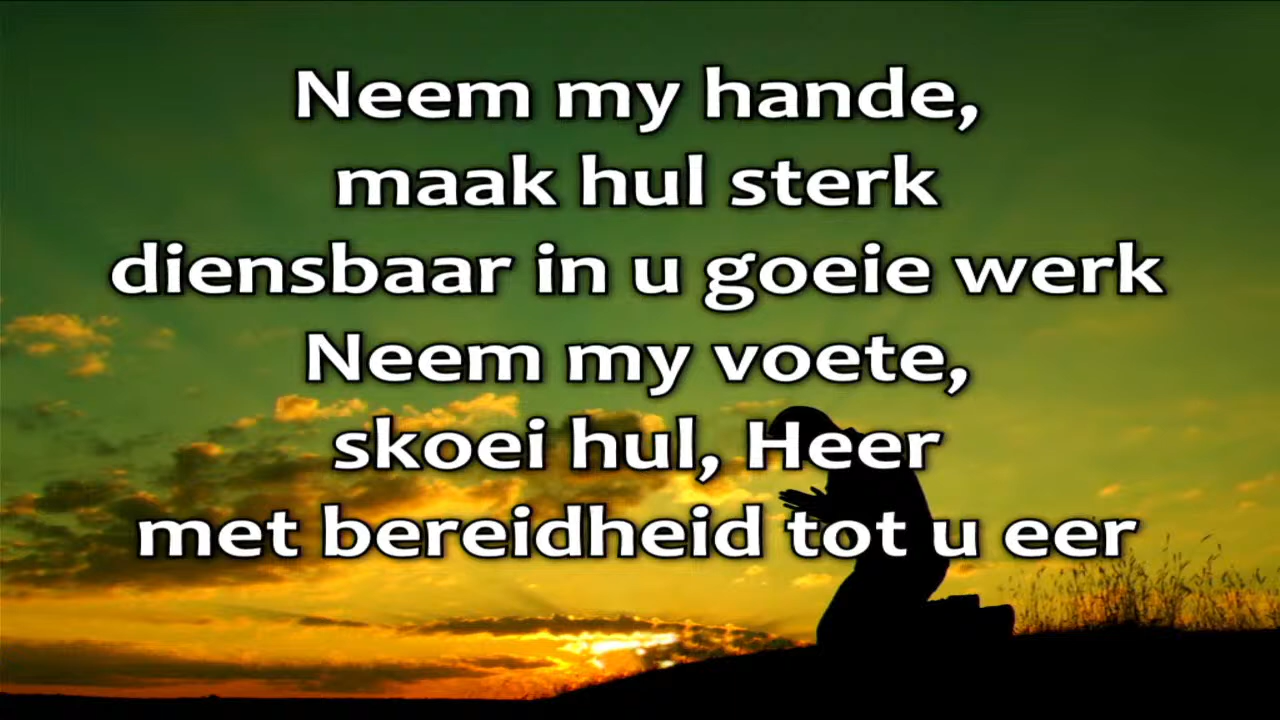 Neem my hande,
maak hul sterk
diensbaar in u goeie werk
Neem my voete,
skoei hul, Heer
met bereidheid tot u eer